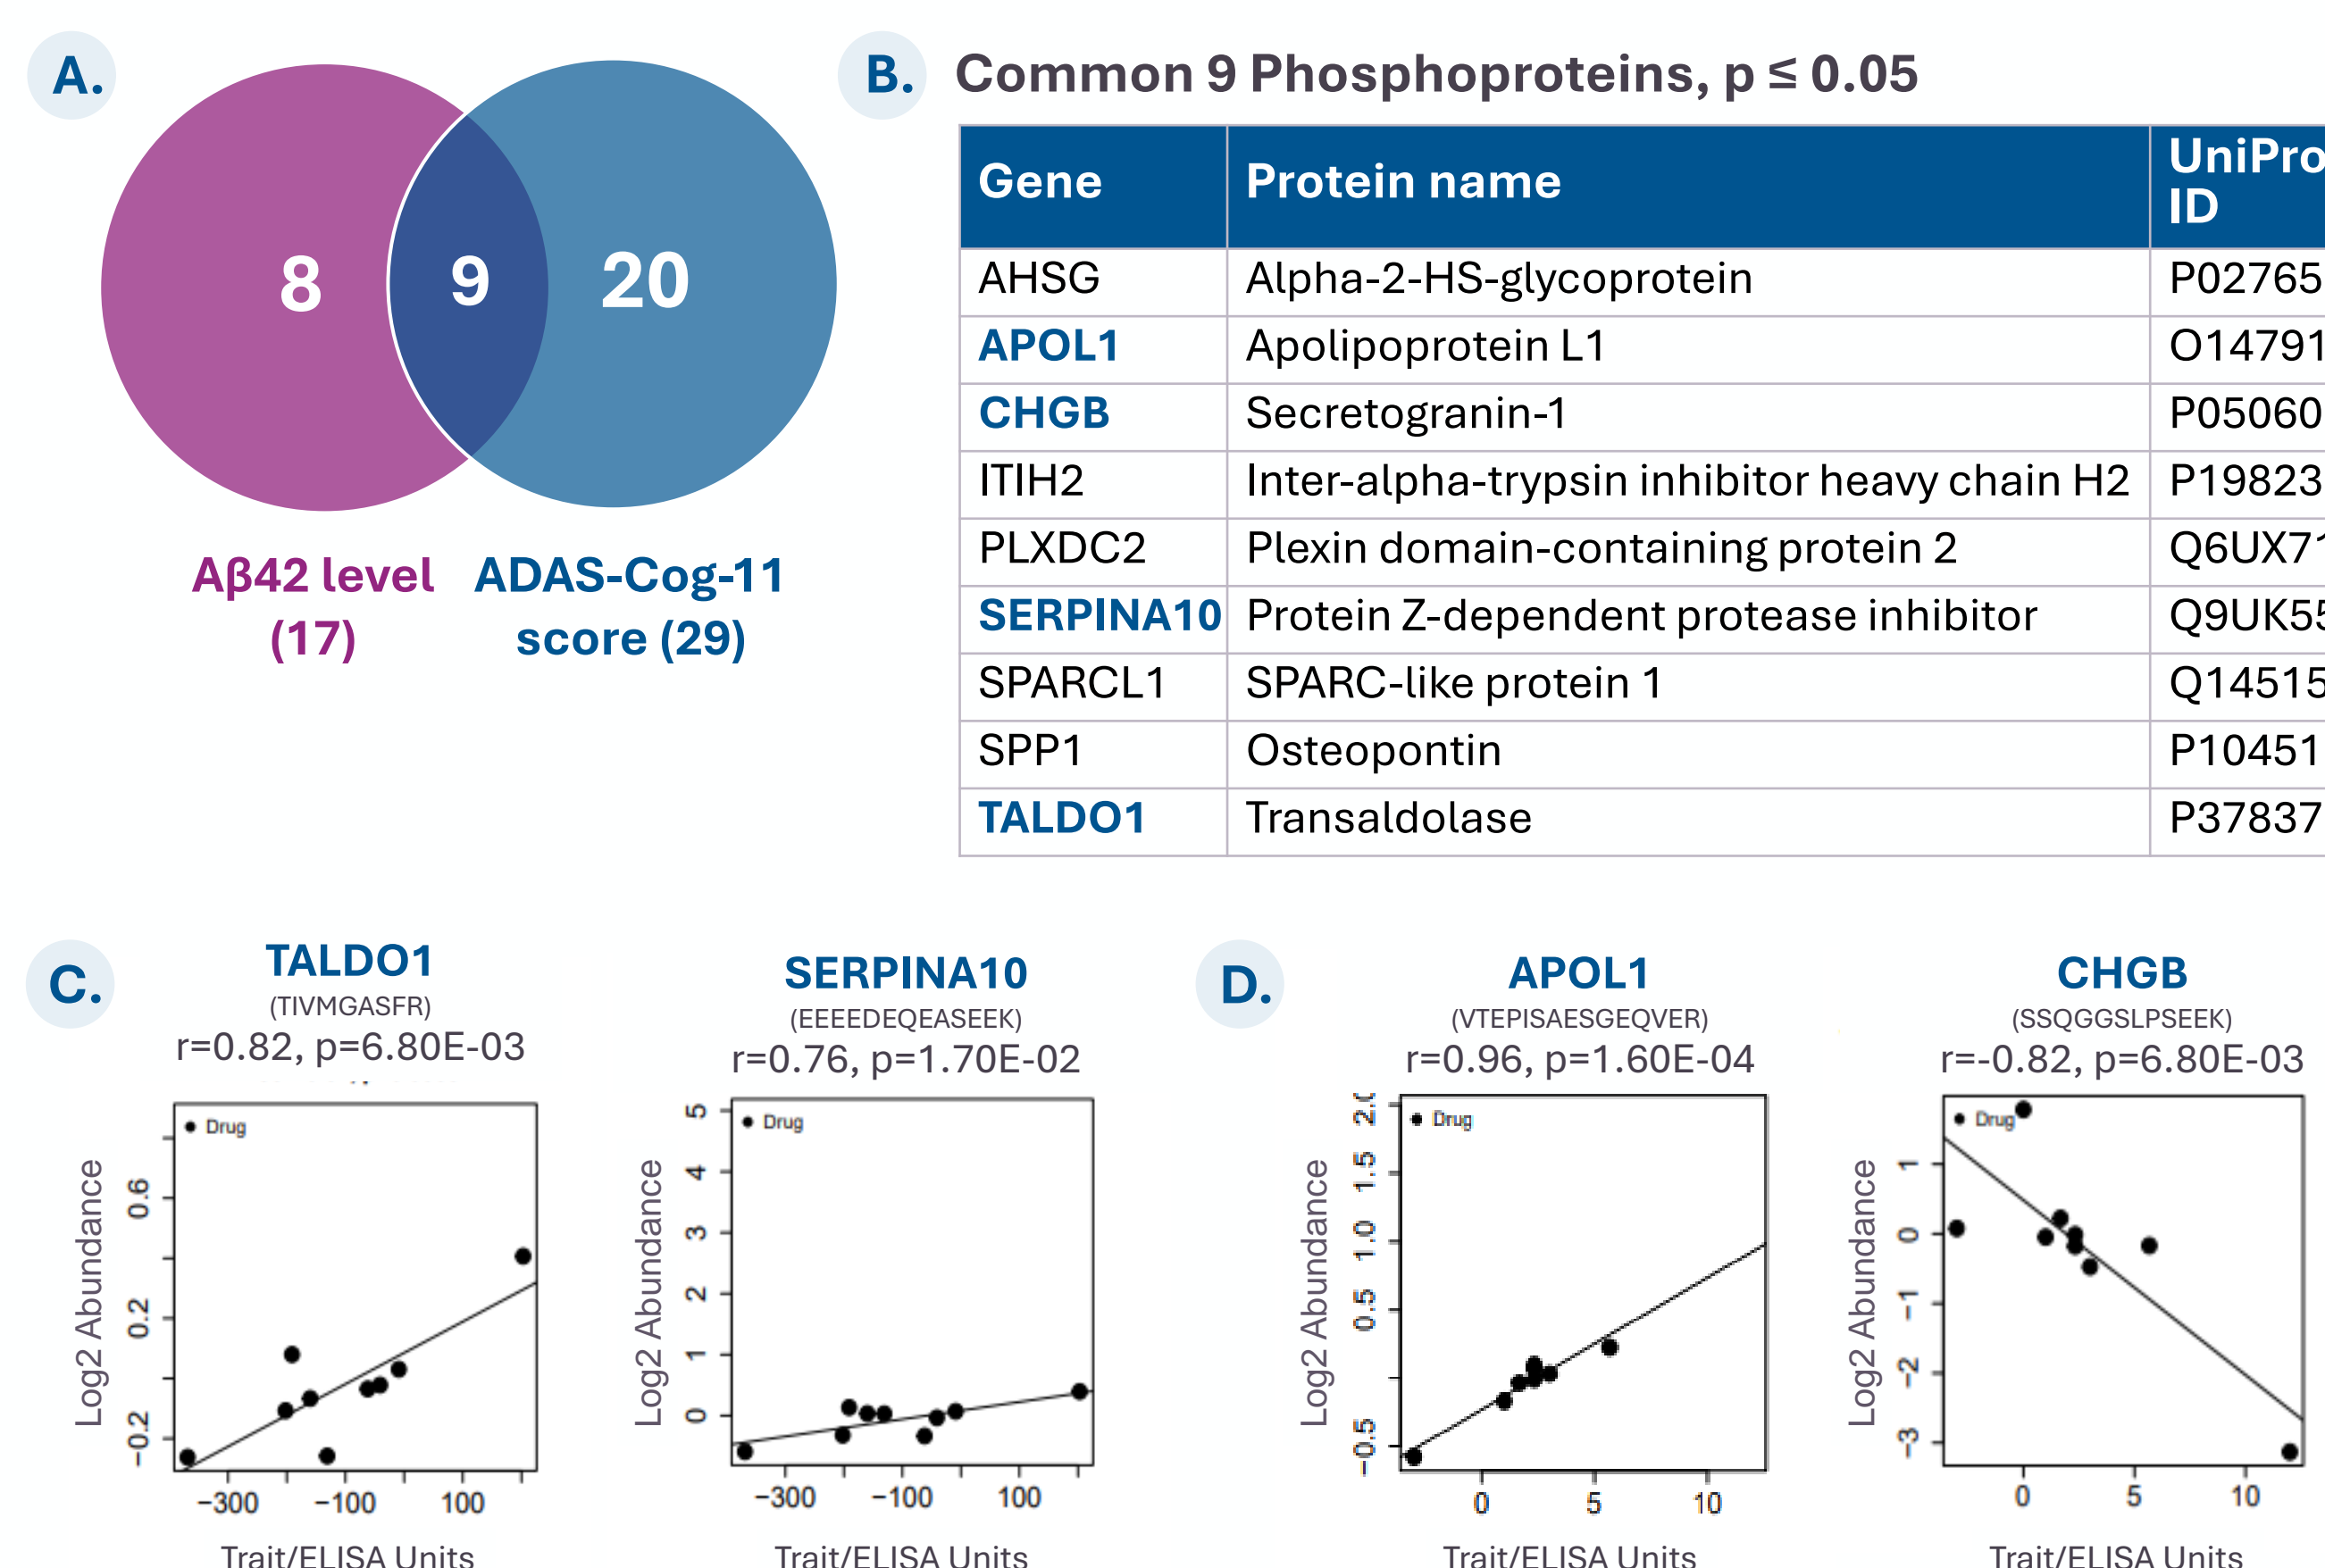 A.
8
9
20
Aβ42 level
(17)
ADAS-Cog-11
score (29)
B.
Common 9 Phosphoproteins, p ≤ 0.05
Gene Protein name UniPro
ID
AHSG Alpha-2-HS-glycoprotein P02765
APOL1 Apolipoprotein L1 O14791
CHGB Secretogranin-1 P05060
ITIH2 Inter-alpha-trypsin inhibitor heavy chain H2 P19823
PLXDC2 Plexin domain-containing protein 2 Q6UX71
SERPINA10 Protein Z-dependent protease inhibitor Q9UK55
SPARCL1 SPARC-like protein 1 Q14515
SPP1 Osteopontin P10451
TALDO1 Transaldolase P37837
C.
TALDO1
(TIVMGASFR)
r=0.82, p=6.80E-03
Drug
Log2 Abundance
0.6
0.2
−0.2
−300 −100 100
Trait/ELISA Units
SERPINA10
(EEEEDEQEASEEK)
r=0.76, p=1.70E-02
Drug
Log2 Abundance
5
4
3
2
1
0
−300 −100 100
Trait/ELISA Units
D.
APOL1
(VTEPISAESGEQVER)
r=0.96, p=1.60E-04
Drug
Log2 Abundance
1.5
1.0
0.5
−0.5
0 5 10
Trait/ELISA Units
CHGB
(SSQGGSLPSEEK)
r=-0.82, p=6.80E-03
Drug
Log2 Abundance
1
0
−1
−2
−3
0 5 10
Trait/ELISA Units